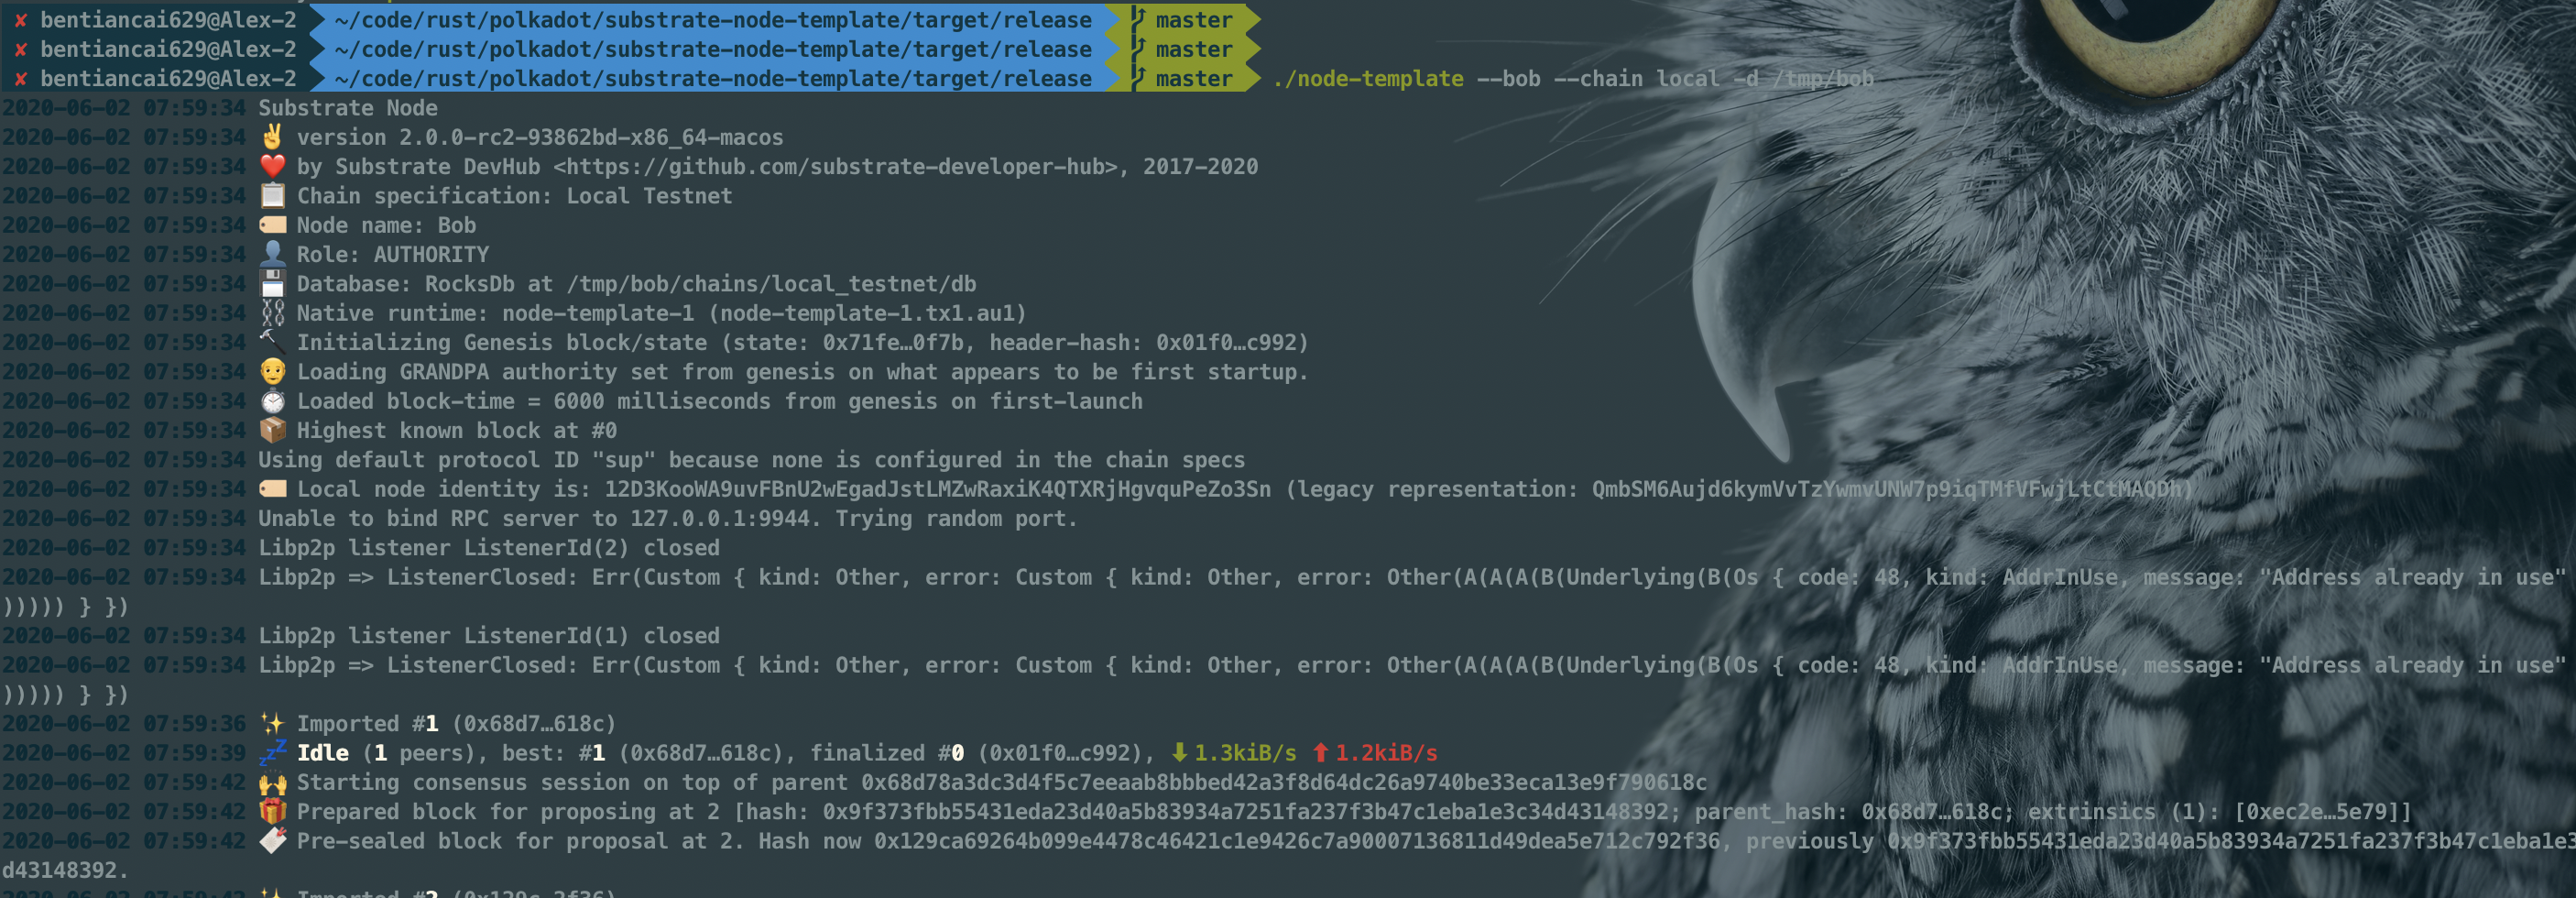 ✘ bentiancai629@Alex-2 ~/code/rust/polkadot/substrate-node-template/target/release master
✘ bentiancai629@Alex-2 ~/code/rust/polkadot/substrate-node-template/target/release master
✘ bentiancai629@Alex-2 ~/code/rust/polkadot/substrate-node-template/target/release master ./node-template --bob --chain local -d /tmp/bob
2020-06-02 07:59:34 Substrate Node
2020-06-02 07:59:34 ✌️ version 2.0.0-rc2-93862bd-x86_64-macos
2020-06-02 07:59:34 ❤️ by Substrate DevHub <https://github.com/substrate-developer-hub>, 2017-2020
2020-06-02 07:59:34 📋 Chain specification: Local Testnet
2020-06-02 07:59:34 🏷 Node name: Bob
2020-06-02 07:59:34 👤 Role: AUTHORITY
2020-06-02 07:59:34 💾 Database: RocksDb at /tmp/bob/chains/local_testnet/db
2020-06-02 07:59:34 ⛓ Native runtime: node-template-1 (node-template-1.tx1.au1)
2020-06-02 07:59:34 🔨 Initializing Genesis block/state (state: 0x71fe…0f7b, header-hash: 0x01f0…c992)
2020-06-02 07:59:34 👴 Loading GRANDPA authority set from genesis on what appears to be first startup.
2020-06-02 07:59:34 ⏱ Loaded block-time = 6000 milliseconds from genesis on first-launch
2020-06-02 07:59:34 📦 Highest known block at #0
2020-06-02 07:59:34 Using default protocol ID "sup" because none is configured in the chain specs
2020-06-02 07:59:34 🏷 Local node identity is: 12D3KooWA9uvFBnU2wEgadJstLMZwRaxiK4QTXRjHgvquPeZo3Sn (legacy representation: QmbSM6Aujd6kymVvTzYwmvUNW7p9iqTMfVFwjLtCtMAQDh)
2020-06-02 07:59:34 Unable to bind RPC server to 127.0.0.1:9944. Trying random port.
2020-06-02 07:59:34 Libp2p listener ListenerId(2) closed
2020-06-02 07:59:34 Libp2p => ListenerClosed: Err(Custom { kind: Other, error: Custom { kind: Other, error: Other(A(A(A(B(Underlying(B(Os { code: 48, kind: AddrInUse, message: "Address already in use"
))))) } })
2020-06-02 07:59:34 Libp2p listener ListenerId(1) closed
2020-06-02 07:59:34 Libp2p => ListenerClosed: Err(Custom { kind: Other, error: Custom { kind: Other, error: Other(A(A(A(B(Underlying(B(Os { code: 48, kind: AddrInUse, message: "Address already in use"
))))) } })
2020-06-02 07:59:36 ✨ Imported #1 (0x68d7…618c)
2020-06-02 07:59:39 💤 Idle (1 peers), best: #1 (0x68d7…618c), finalized #0 (0x01f0…c992), ⬇ 1.3kiB/s ⬆ 1.2kiB/s
2020-06-02 07:59:42 🙌 Starting consensus session on top of parent 0x68d78a3dc3d4f5c7eeaab8bbbed42a3f8d64dc26a9740be33eca13e9f790618c
2020-06-02 07:59:42 🎁 Prepared block for proposing at 2 [hash: 0x9f373fbb55431eda23d40a5b83934a7251fa237f3b47c1eba1e3c34d43148392; parent_hash: 0x68d7…618c; extrinsics (1): [0xec2e…5e79]]
2020-06-02 07:59:42 🔖 Pre-sealed block for proposal at 2. Hash now 0x129ca69264b099e4478c46421c1e9426c7a90007136811d49dea5e712c792f36, previously 0x9f373fbb55431eda23d40a5b83934a7251fa237f3b47c1eba1e3
d43148392.
2020-06-02 07:59:42 ✨ Imported #2 (0x129c…2f36)